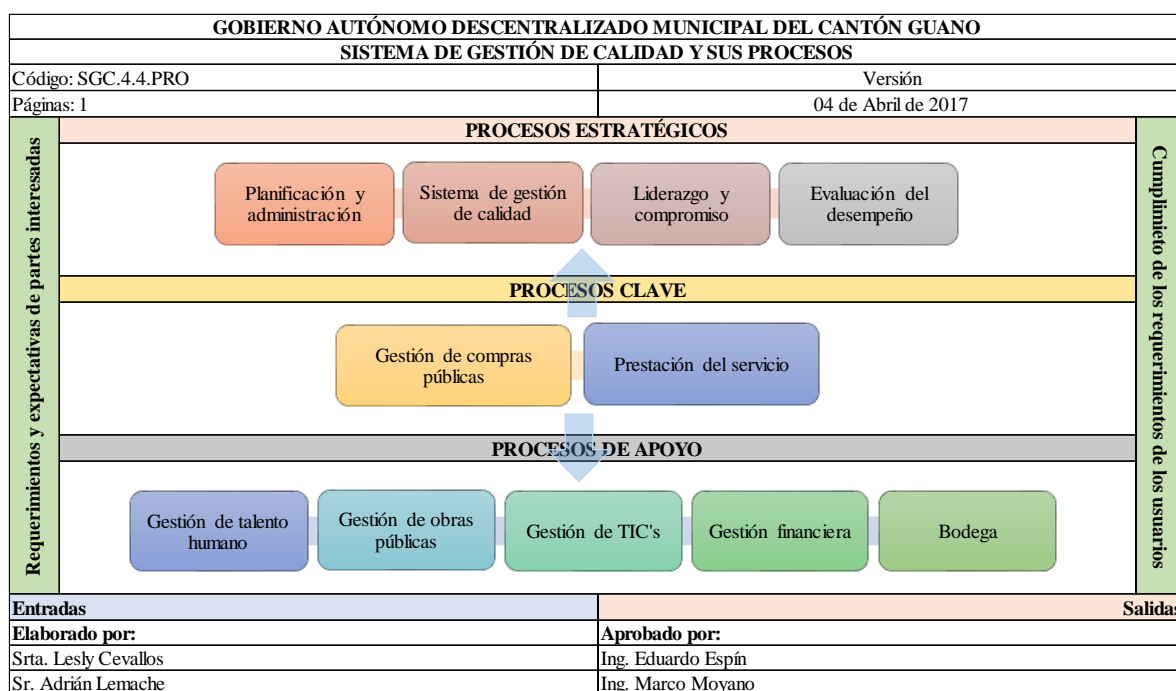 GOBIERNO AUTÓNOMO DESCENTRALIZADO MUNICIPAL DEL CANTÓN GUANO
SISTEMA DE GESTIÓN DE CALIDAD Y SUS PROCESOS
Código: SGC.4.4.PRO
Versión
Páginas: 1
04 de Abril de 2017
Requerimientos y expectativas de partes interesadas
PROCESOS ESTRATÉGICOS
Planificación y
administración
Sistema de gestión
de calidad
Liderazgo y
compromiso
Evaluación del
desempeño
PROCESOS CLAVE
Gestión de compras
públicas
Prestación del servicio
PROCESOS DE APOYO
Gestión de talento
humano
Gestión de obras
públicas
Gestión de TIC's
Gestión financiera
Bodega
Cumplimieto de los requerimientos de los usuarios
Entradas
Salidas
Elaborado por:
Aprobado por:
Srta. Lesly Cevallos
Ing. Eduardo Espín
Sr. Adrián Lemache
Ing. Marco Moyano